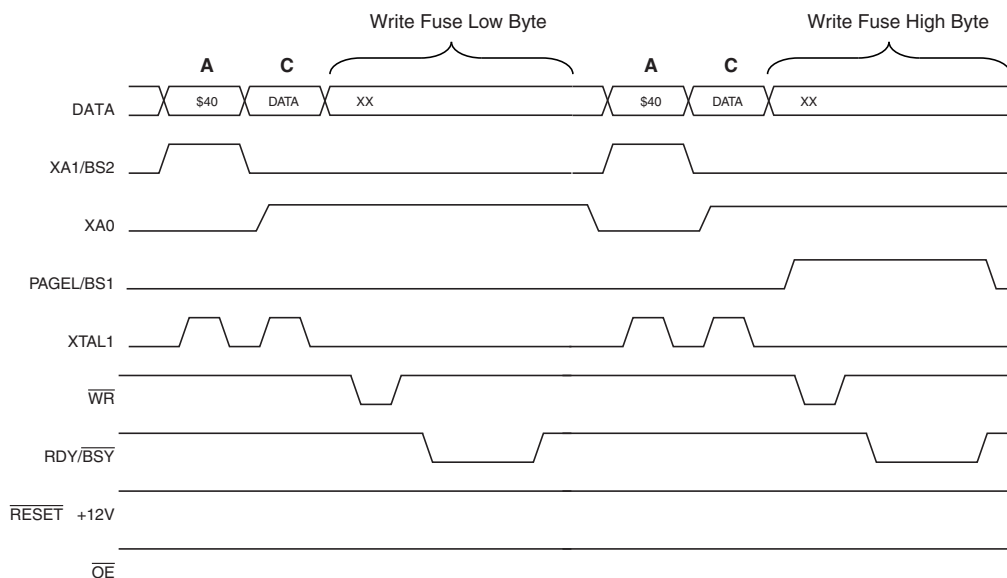 Write Fuse Low Byte Write Fuse High Byte
A C A C
DATA $40 DATA XX $40 DATA XX
XA1/BS2
XA0
PAGEL/BS1
XTAL1
WR
RDY/BSY
RESET +12V
OE